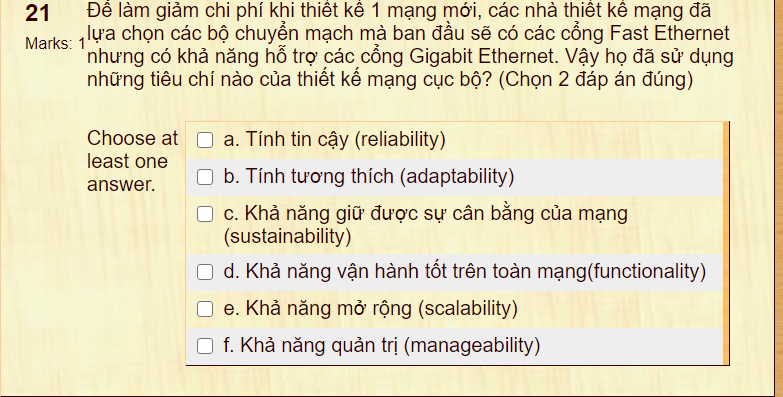 21
Để làm giảm chi phí khi thiết kế 1 mạng mới, các nhà thiết kế mạng đã
Marks: 1
lựa chọn các bộ chuyển mạch mà ban đầu sẽ có các cổng Fast Ethernet
nhưng có khả năng hỗ trợ các cổng Gigabit Ethernet. Vậy họ đã sử dụng
những tiêu chí nào của thiết kế mạng cục bộ? (Chọn 2 đáp án đúng)
Choose at
least one
answer.
a. Tính tin cậy (reliability)
b. Tính tương thích (adaptability)
c. Khả năng giữ được sự cân bằng của mạng
(sustainability)
d. Khả năng vận hành tốt trên toàn mạng(functionality)
e. Khả năng mở rộng (scalability)
f. Khả năng quản trị (manageability)